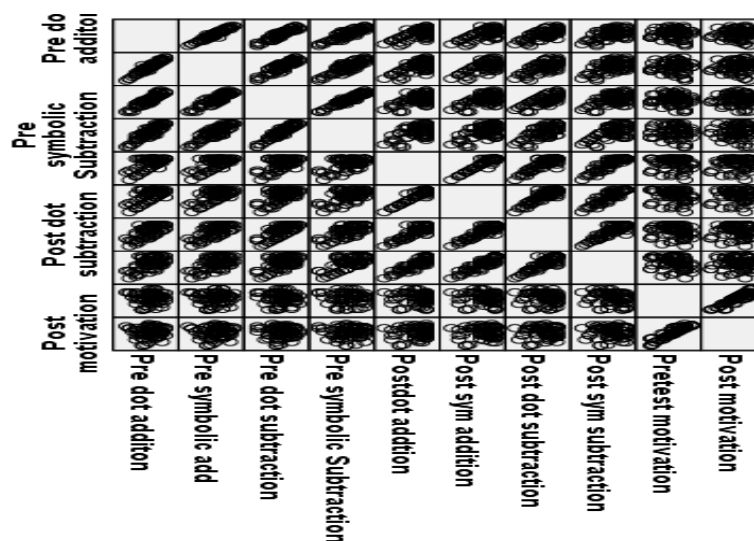 Pre do
additoi
Pre
symbolic
Subtraction
Post dot
subtraction
Post
motivation
Pre dot additon
Pre symbolic add
Pre dot subtraction
Pre symbolic Subtraction
Postdot addtion
Post sym addition
Post dot subtraction
Post sym subtraction
Pretest motivation
Post motivation